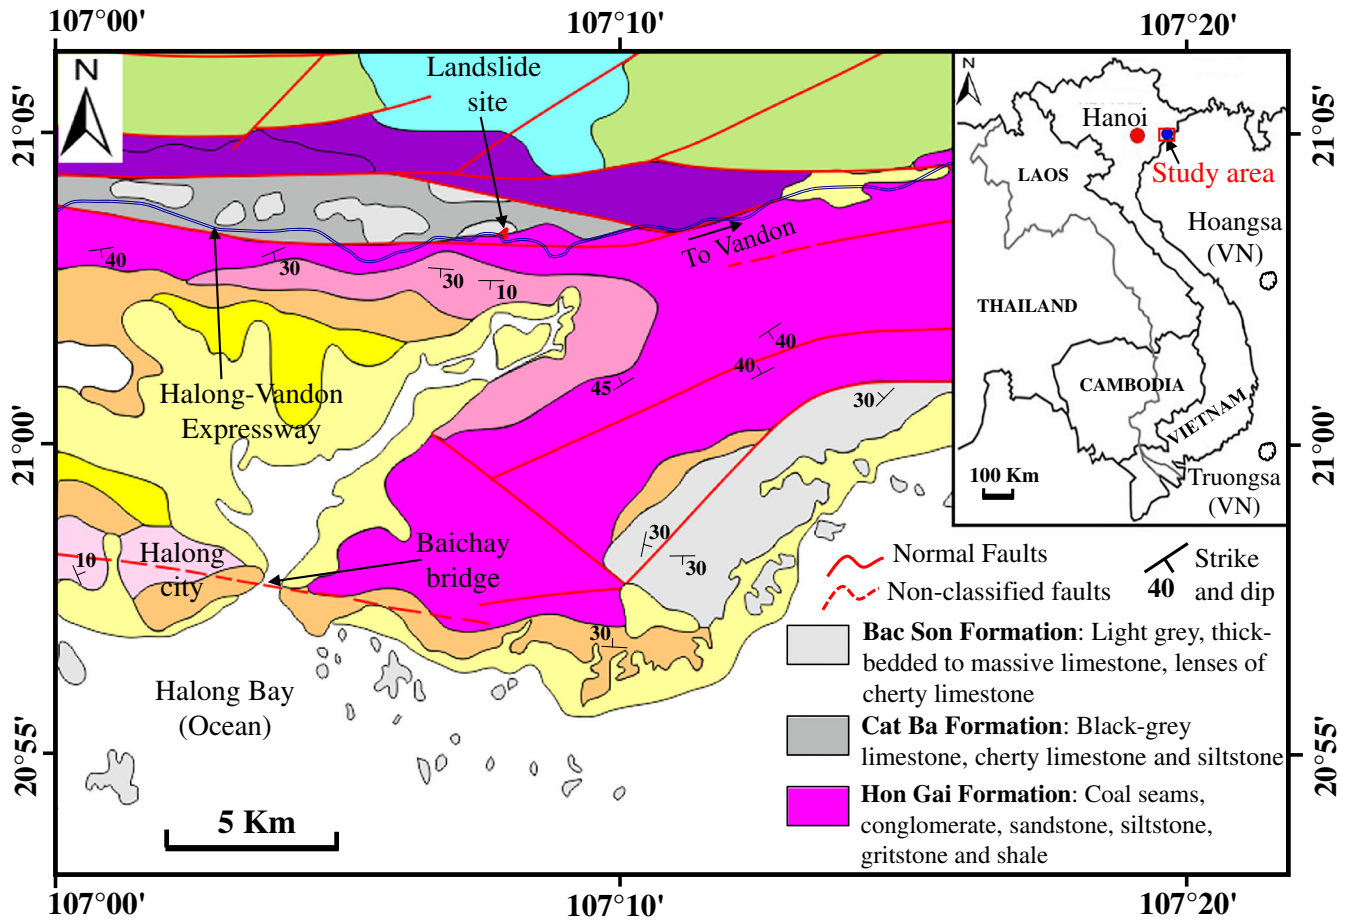 107°00'
107°10'
107°20'
N
Landslide
site
21°05'
N
Hanoi
Study area
LAOS
Hoangsa
(VN)
THAILAND
CAMBODIA
VIETNAM
100 Km
Truongsa
(VN)
21°05'
To Vandon
40
30
30
10
40
40
45
30
Halong-Vandon
Expressway
21°00'
21°00'
30
30
10
Halong
city
Baichay
bridge
30
Halong Bay
(Ocean)
Normal Faults
Non-classified faults
40
Strike
and dip
Bac Son Formation: Light grey, thick-
bedded to massive limestone, lenses of
cherty limestone
Cat Ba Formation: Black-grey
limestone, cherty limestone and siltstone
Hon Gai Formation: Coal seams,
conglomerate, sandstone, siltstone,
gritstone and shale
20°55'
20°55'
5 Km
107°00'
107°10'
107°20'